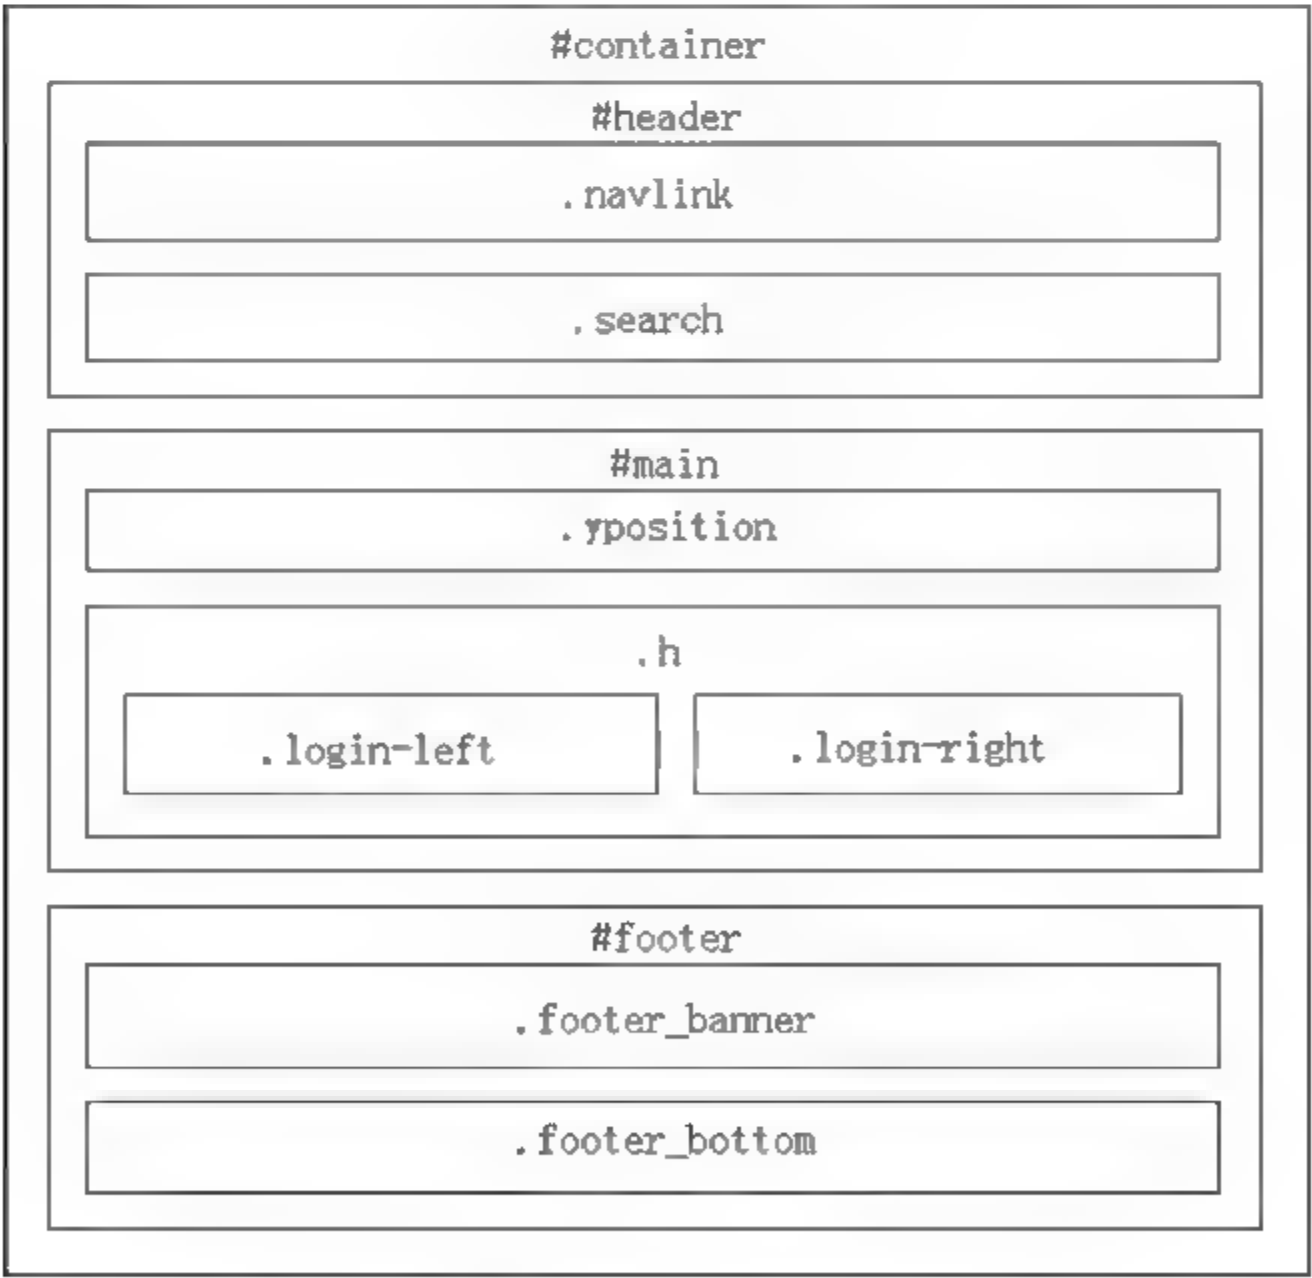 #container
#header
.navlink
.search
#main
.yposition
.h
.login-left
.login-right
#footer
.footer_banner
.footer_bottom